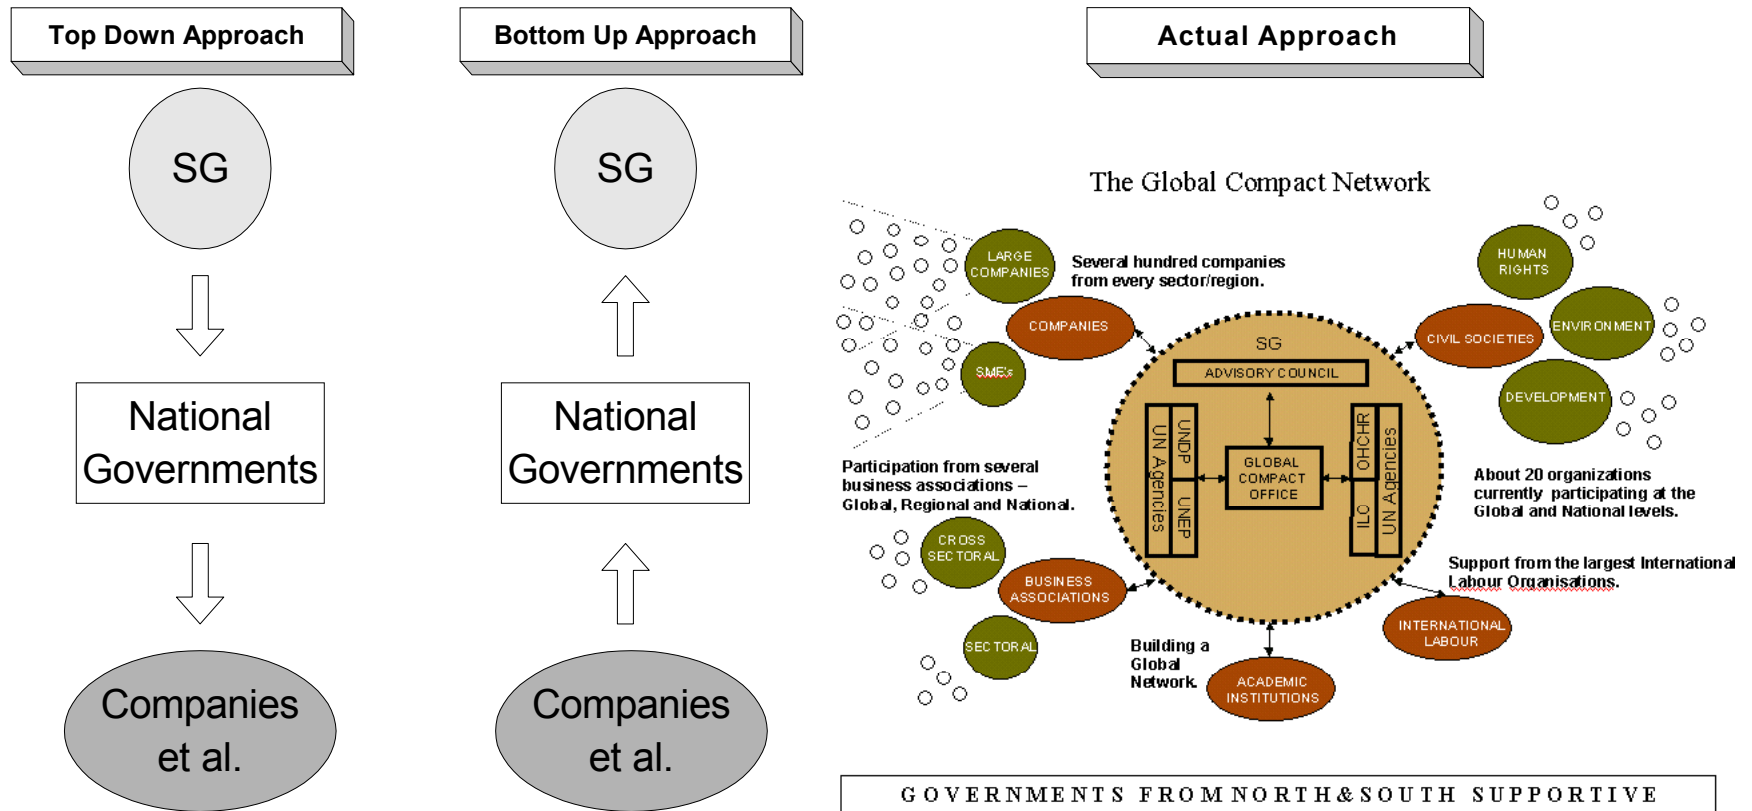 Top Down Approach
SG
National
Governments
Companies
et al.
Bottom Up Approach
SG
National
Governments
Companies
et al.
Actual Approach
The Global Compact Network
LARGE
COMPANIES
Several hundred companies
from every sector/region.
COMPANIES
SME's
HUMAN
RIGHTS
ENVIRONMENT
CIVIL SOCIETIES
DEVELOPMENT
SG
ADVISORY COUNCIL
UN Agencies
UNDP
UNEP
GLOBAL
COMPACT
OFFICE
OHCHR
ILO
UN Agencies
Participation from several
business associations –
Global, Regional and National.
About 20 organizations
currently participating at the
Global and National levels.
CROSS
SECTORAL
BUSINESS
ASSOCIATIONS
SECTORAL
Support from the largest International
Labour Organisations.
INTERNATIONAL
LABOUR
Building a
Global
Network.
ACADEMIC
INSTITUTIONS
GOVERNMENTS FROM NORTH & SOUTH SUPPORTIVE